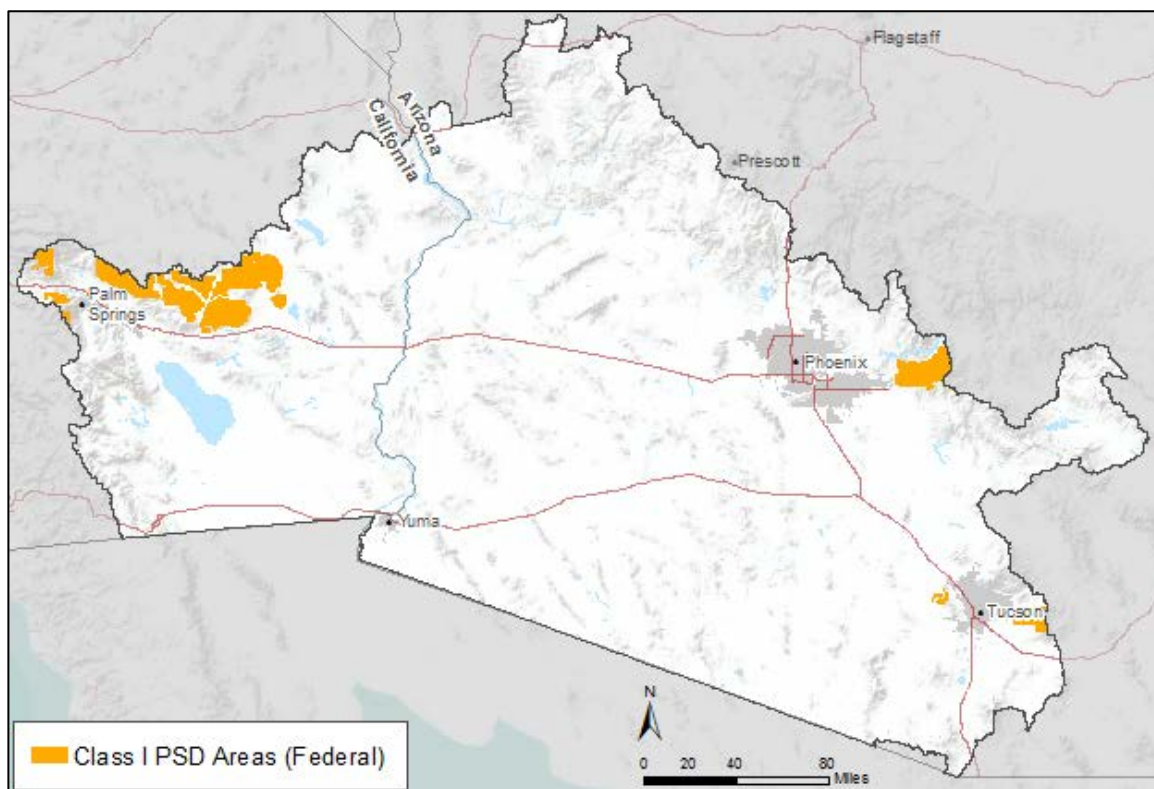 Flagstaff
Arizona
California
Prescott
Palm
Springs
Phoenix
Yuma
Tucson
N
0 20 40 80
Miles
Class I PSD Areas (Federal)